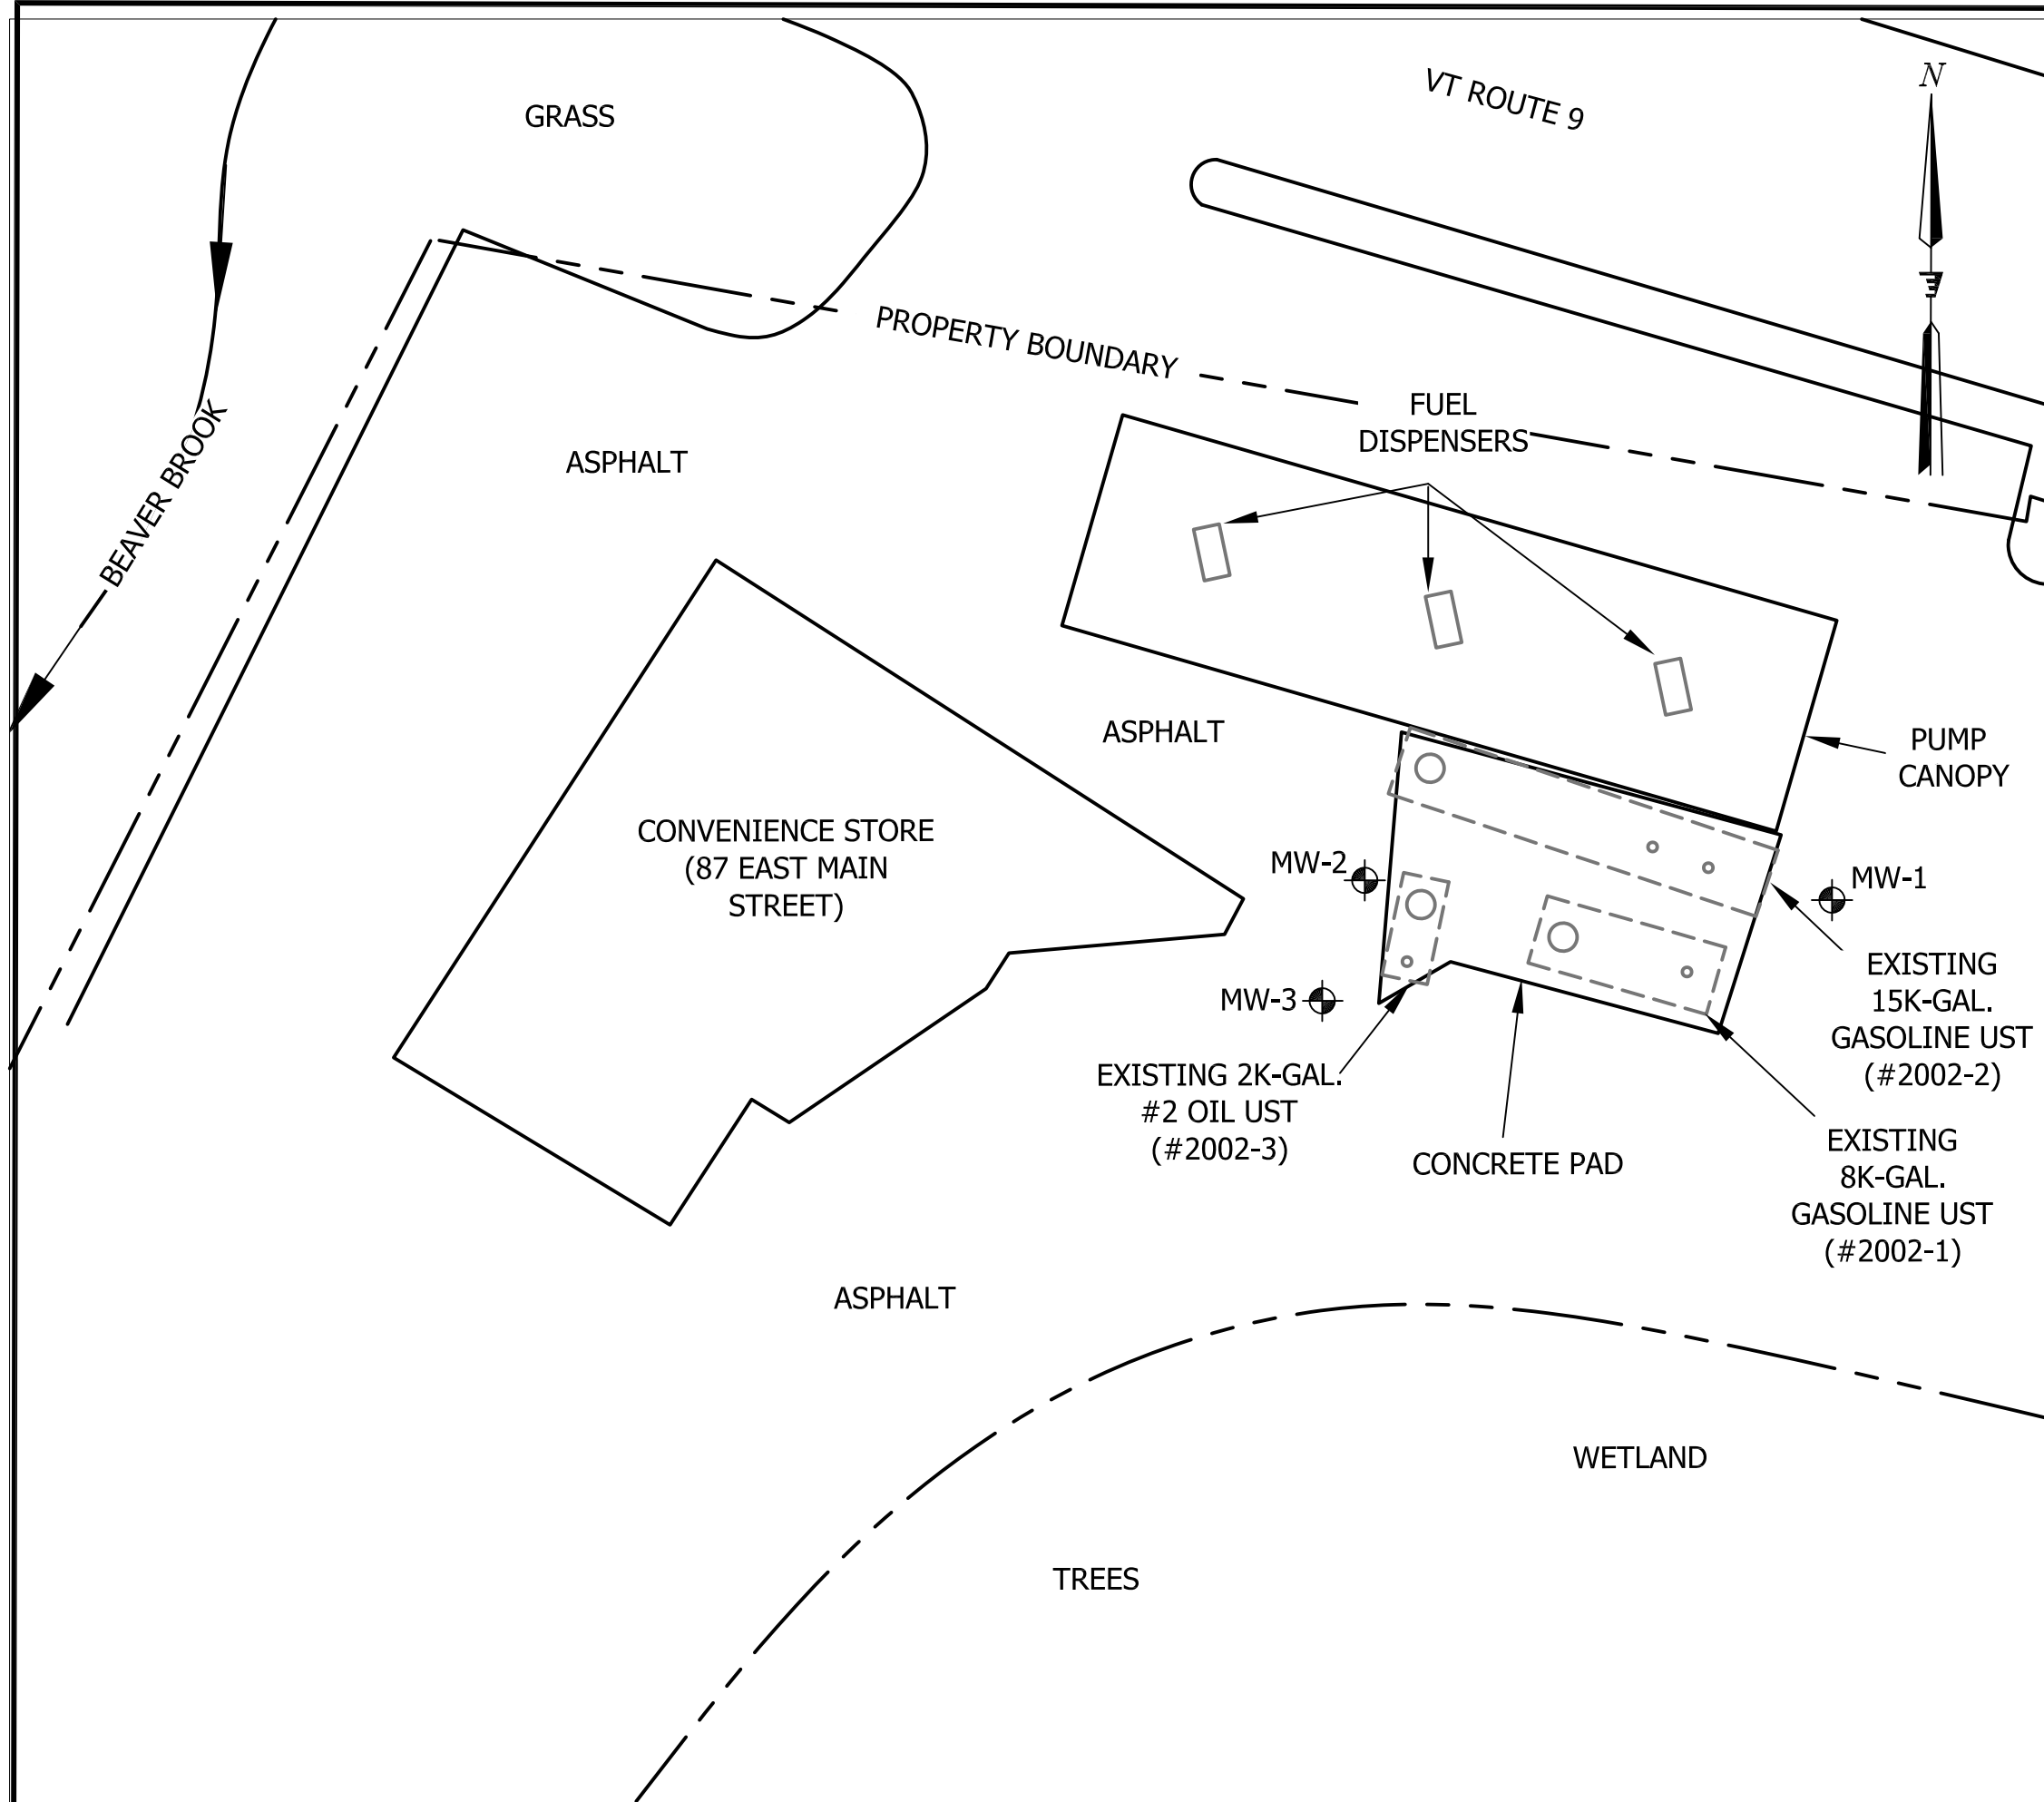 GRASS
VT ROUTE 9
N
PROPERTY BOUNDARY
FUEL
DISPENSERS
BEAVER BROOK
ASPHALT
ASPHALT
PUMP
CANOPY
CONVENIENCE STORE
(87 EAST MAIN
STREET)
MW-2
MW-1
MW-3
EXISTING
15K-GAL.
GASOLINE UST
(#2002-2)
EXISTING 2K-GAL.
#2 OIL UST
(#2002-3)
CONCRETE PAD
EXISTING
8K-GAL.
GASOLINE UST
(#2002-1)
ASPHALT
WETLAND
TREES